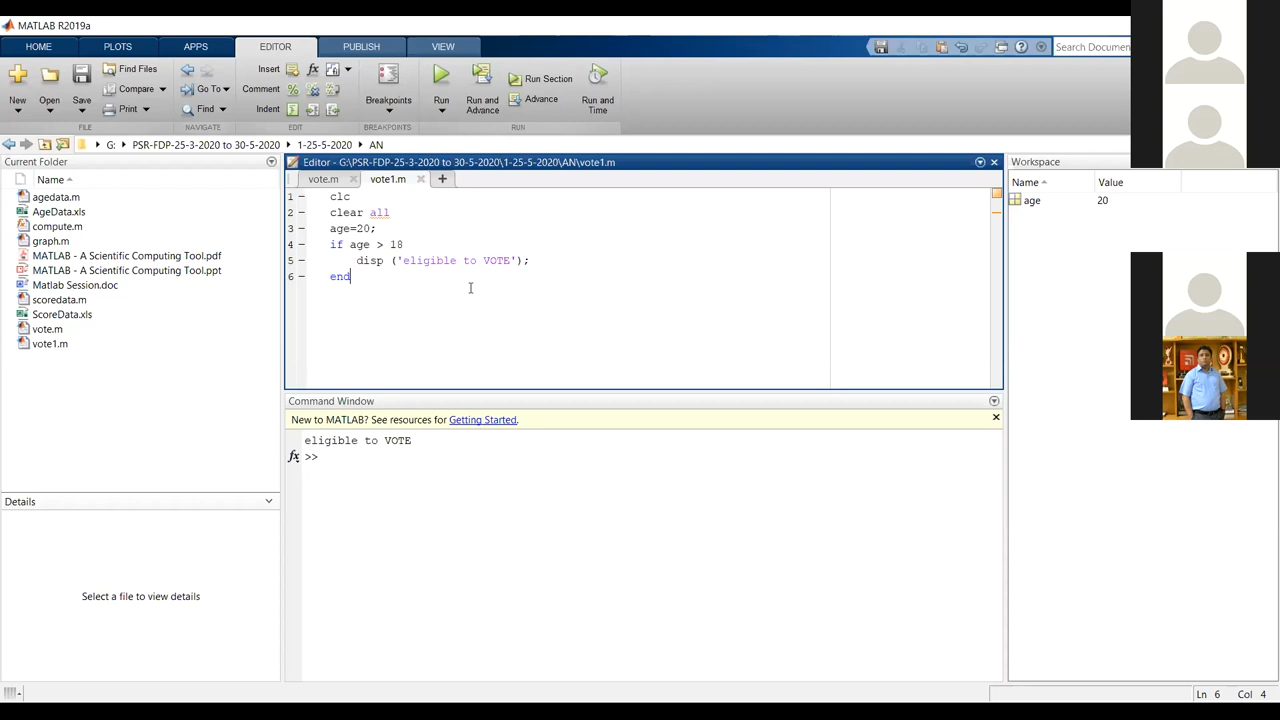 MATLAB R2019a
HOME PLOTS APPS EDITOR PUBLISH VIEW Search Documen
New Open Save Find Files Compare Print Go To Find Insert Comment Indent Breakpoints Run Run and Advance Run Section Advance Run and Time
FILE NAVIGATE EDIT BREAKPOINTS RUN
G: PSR-FDP-25-3-2020 to 30-5-2020 1-25-5-2020 AN
Current Folder
Name
agedata.m
AgeData.xls
compute.m
graph.m
MATLAB - A Scientific Computing Tool.pdf
MATLAB - A Scientific Computing Tool.ppt
Matlab Session.doc
scoredata.m
ScoreData.xls
vote.m
vote1.m
Details
Select a file to view details
Editor - G:\PSR-FDP-25-3-2020 to 30-5-2020\1-25-5-2020\AN\vote1.m
vote.m vote1.m
1 - clc
2 - clear all
3 - age=20;
4 - if age > 18
5 - disp ('eligible to VOTE');
6 - end
Command Window
New to MATLAB? See resources for Getting Started.
eligible to VOTE
fx >>
Workspace
Name Value
age 20
Ln 6 Col 4